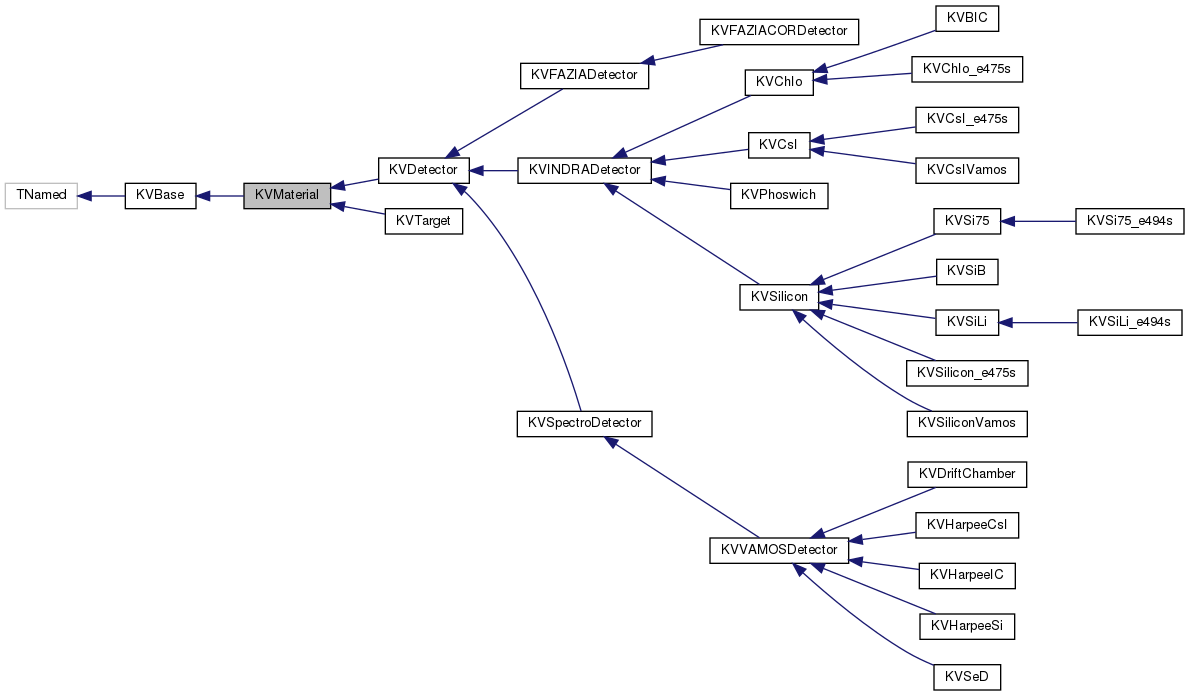 KVBIC
KVFAZIACORDetector
KVChIo_e475s
KVFAZIADetector
KVChIo
KVCsI_e475s
KVCsI
KVDetector
KVINDRADetector
KVCsIVamos
TNamed
KVBase
KVMaterial
KVPhoswich
KVTarget
KVSi75
KVSi75_e494s
KVSiB
KVSilicon
KVSiLi
KVSiLi_e494s
KVSilicon_e475s
KVSpectroDetector
KVSiliconVamos
KVDriftChamber
KVHarpeeCsI
KVVAMOSDetector
KVHarpeeIC
KVHarpeeSi
KVSeD